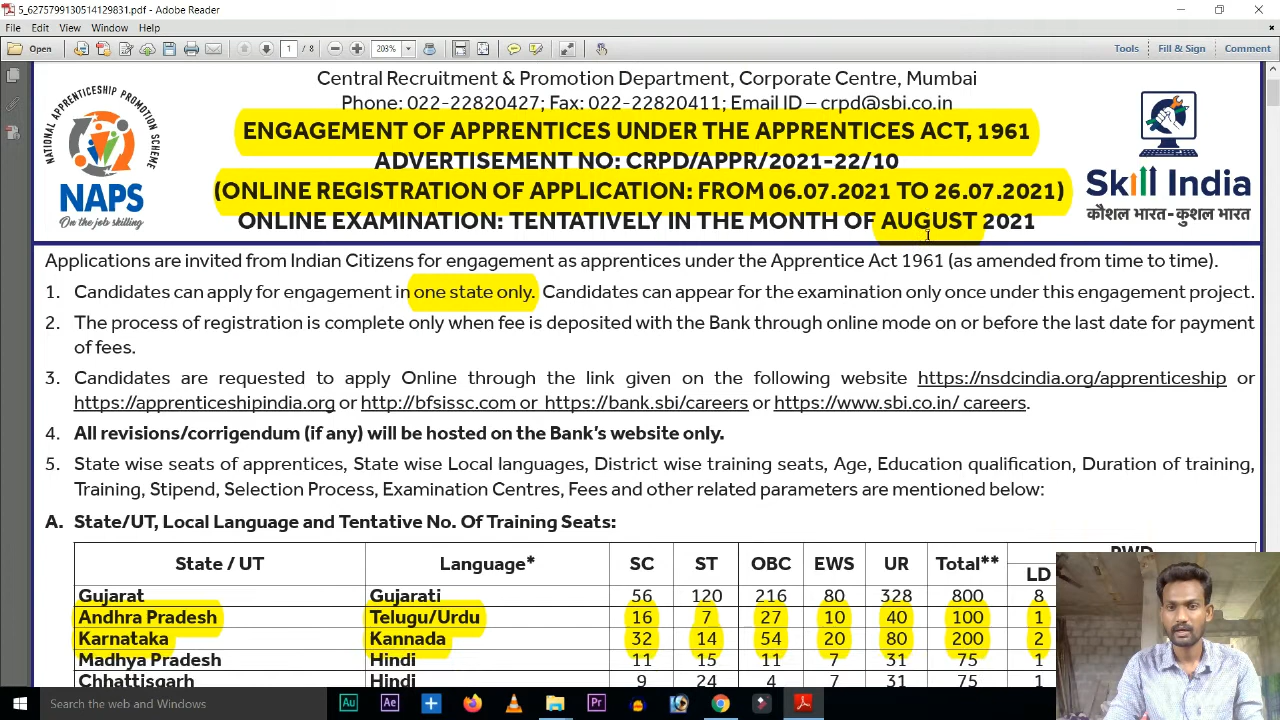 5_6275799130514129831.pdf - Adobe Reader
File Edit View Window Help
Open 1 / 8 203% Tools Fill & Sign Comment
Central Recruitment & Promotion Department, Corporate Centre, Mumbai
Phone: 022-22820427; Fax: 022-22820411; Email ID – crpd@sbi.co.in
ENGAGEMENT OF APPRENTICES UNDER THE APPRENTICES ACT, 1961
ADVERTISEMENT NO: CRPD/APPR/2021-22/10
(ONLINE REGISTRATION OF APPLICATION: FROM 06.07.2021 TO 26.07.2021)
ONLINE EXAMINATION: TENTATIVELY IN THE MONTH OF AUGUST 2021
NATIONAL APPRENTICESHIP PROMOTION SCHEME
NAPS
On the job skilling
Skill India
कौशल भारत-कुशल भारत
Applications are invited from Indian Citizens for engagement as apprentices under the Apprentice Act 1961 (as amended from time to time).
1. Candidates can apply for engagement in one state only. Candidates can appear for the examination only once under this engagement project.
2. The process of registration is complete only when fee is deposited with the Bank through online mode on or before the last date for payment
of fees.
3. Candidates are requested to apply Online through the link given on the following website https://nsdcindia.org/apprenticeship or
https://apprenticeshipindia.org or http://bfsissc.com or https://bank.sbi/careers or https://www.sbi.co.in/ careers.
4. All revisions/corrigendum (if any) will be hosted on the Bank's website only.
5. State wise seats of apprentices, State wise Local languages, District wise training seats, Age, Education qualification, Duration of training,
Training, Stipend, Selection Process, Examination Centres, Fees and other related parameters are mentioned below:
A. State/UT, Local Language and Tentative No. Of Training Seats:
State / UT Language* SC ST OBC EWS UR Total** PWD
LD
Gujarat Gujarati 56 120 216 80 328 800 8
Andhra Pradesh Telugu/Urdu 16 7 27 10 40 100 1
Karnataka Kannada 32 14 54 20 80 200 2
Madhya Pradesh Hindi 11 15 11 7 31 75 1
Chhattisgarh Hindi 9 24 4 7 31 75 1
Search the web and Windows
Au Ae Pr